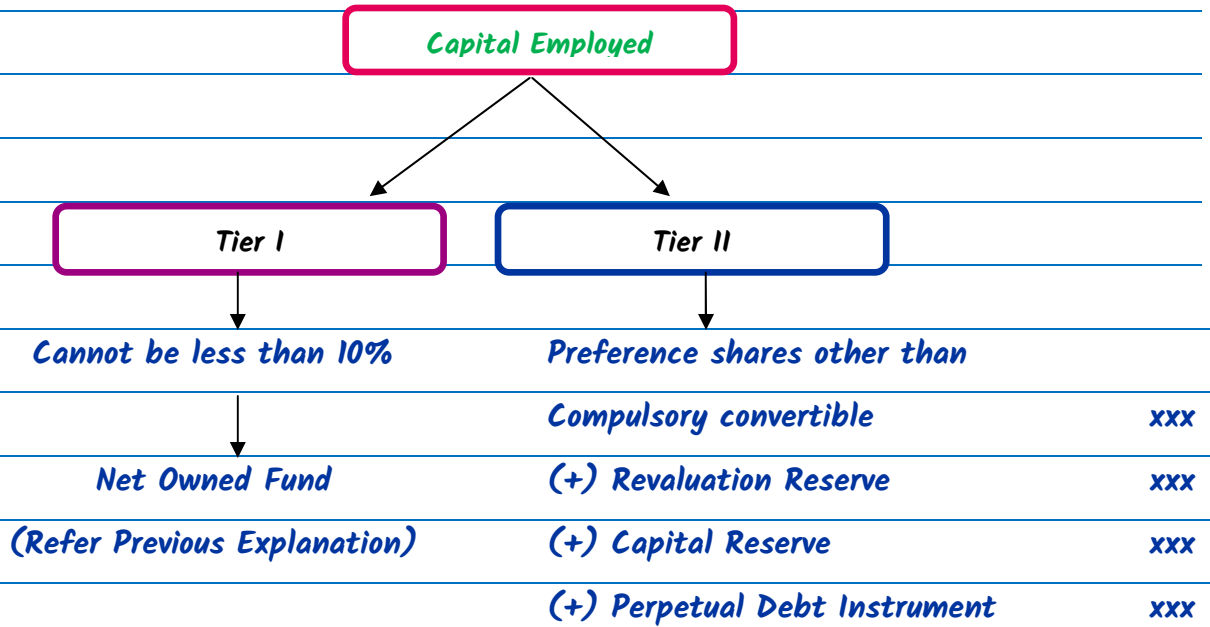 Capital Employed
Tier I
Tier II
Cannot be less than 10%
Preference shares other than
Compulsory convertible xxx
Net Owned Fund
(+) Revaluation Reserve xxx
(Refer Previous Explanation)
(+) Capital Reserve xxx
(+) Perpetual Debt Instrument xxx